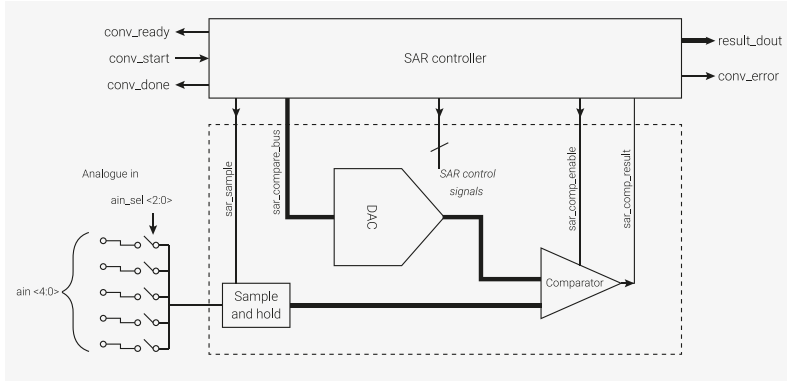 conv_ready
conv_start
conv_done
SAR controller
result_dout
conv_error
sar_sample
sar_compare_bus
SAR control
signals
sar_comp_enable
sar_comp_result
Analogue in
ain_sel <2:0>
DAC
ain <4:0>
Sample
and hold
Comparator